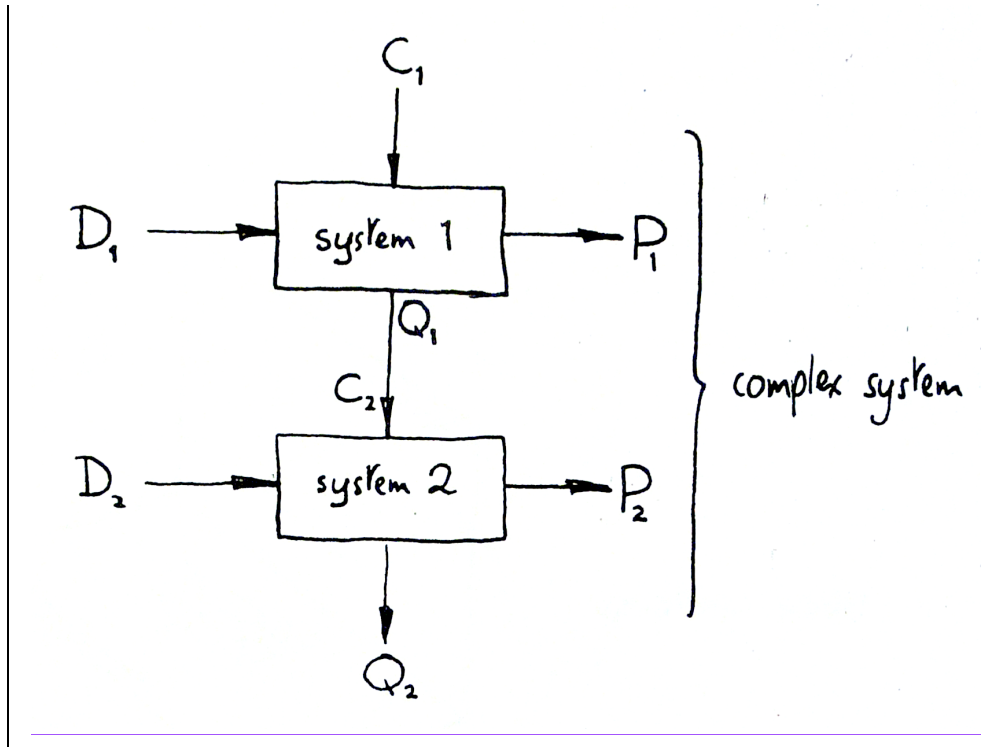 C₁
D₁ system 1 P₁
Q₁
C₂
complex system
D₂ system 2 P₂
Q₂